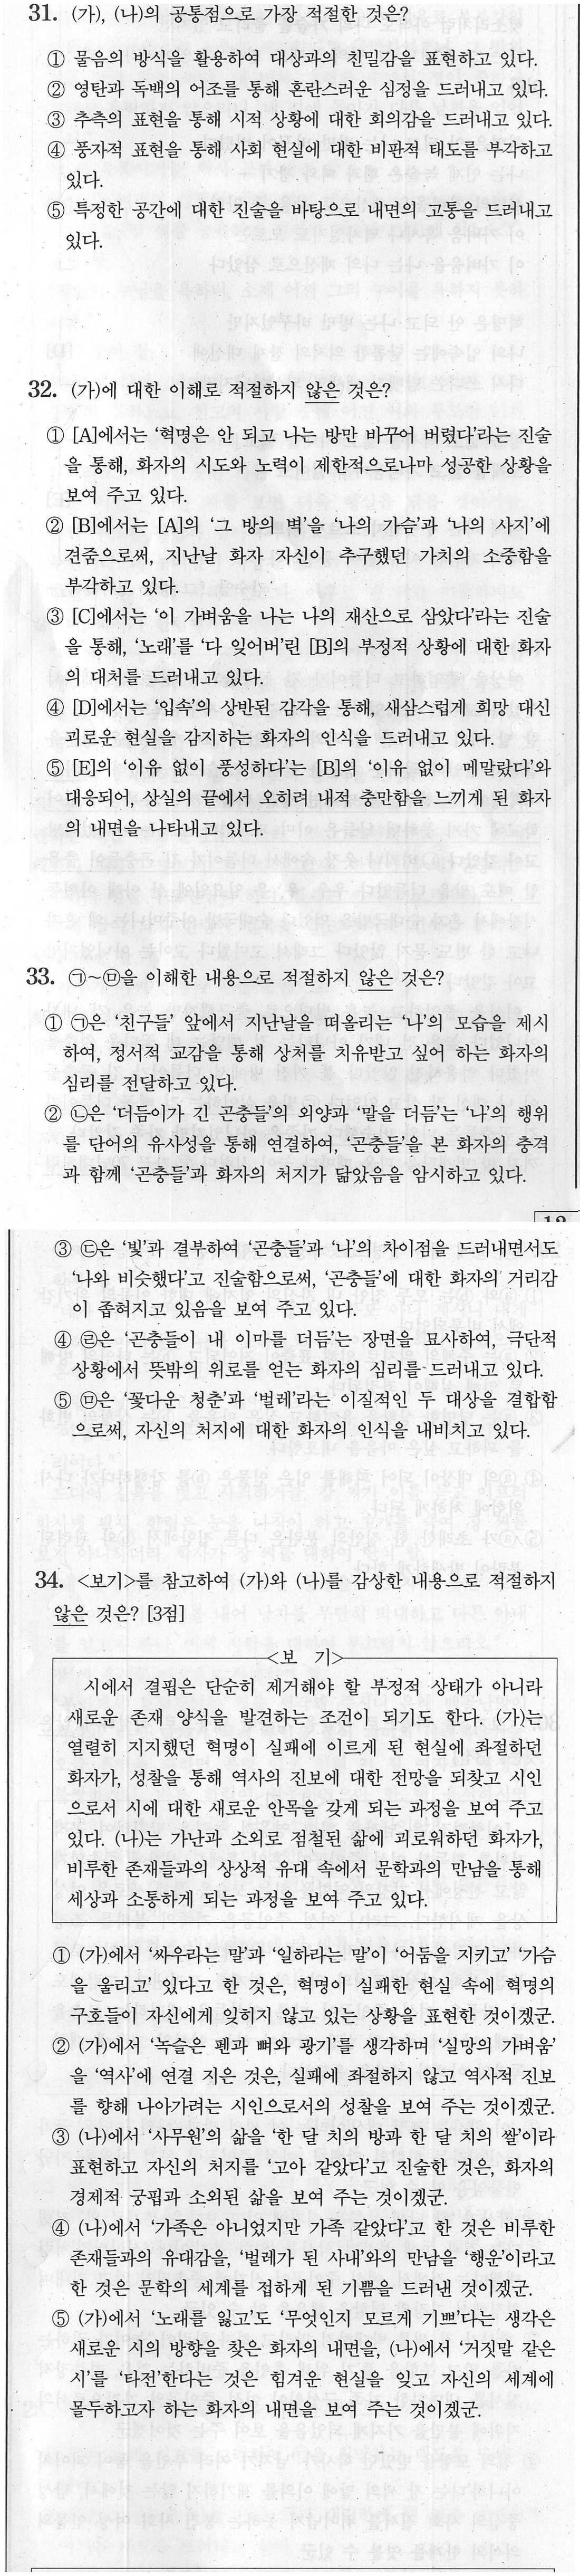 31. (가), (나)의 공통점으로 가장 적절한 것은?
① 물음의 방식을 활용하여 대상과의 친밀감을 표현하고 있다.
② 영탄과 독백의 어조를 통해 혼란스러운 심정을 드러내고 있다.
③ 추측의 표현을 통해 시적 상황에 대한 회의감을 드러내고 있다.
④ 풍자적 표현을 통해 사회 현실에 대한 비판적 태도를 부각하고
있다.
⑤ 특정한 공간에 대한 진술을 바탕으로 내면의 고통을 드러내고
있다.
32. (가)에 대한 이해로 적절하지 않은 것은?
① [A]에서는 ‘혁명은 안 되고 나는 방만 바꾸어 버렸다’라는 진술
을 통해, 화자의 시도와 노력이 제한적으로나마 성공한 상황을
보여 주고 있다.
② [B]에서는 [A]의 ‘그 방의 벽’을 ‘나의 가슴’과 ‘나의 사지’에
견줌으로써, 지난날 화자 자신이 추구했던 가치의 소중함을
부각하고 있다.
③ [C]에서는 ‘이 가벼움을 나는 나의 재산으로 삼았다’라는 진술
을 통해, ‘노래’를 ‘다 잊어버’린 [B]의 부정적 상황에 대한 화자
의 대처를 드러내고 있다.
④ [D]에서는 ‘입속’의 상반된 감각을 통해, 새삼스럽게 희망 대신
괴로운 현실을 감지하는 화자의 인식을 드러내고 있다.
⑤ [E]의 ‘이유 없이 풍성하다’는 [B]의 ‘이유 없이 메말랐다’와
대응되어, 상실의 끝에서 오히려 내적 충만함을 느끼게 된 화자
의 내면을 나타내고 있다.
33. ㉠~㉤을 이해한 내용으로 적절하지 않은 것은?
① ㉠은 ‘친구들’ 앞에서 지난날을 떠올리는 ‘나’의 모습을 제시
하여, 정서적 교감을 통해 상처를 치유받고 싶어 하는 화자의
심리를 전달하고 있다.
② ㉡은 ‘더듬이가 긴 곤충들’의 외양과 ‘말을 더듬’는 ‘나’의 행위
를 단어의 유사성을 통해 연결하여, ‘곤충들’을 본 화자의 충격
과 함께 ‘곤충들’과 화자의 처지가 닮았음을 암시하고 있다.
③ ㉢은 ‘빛’과 결부하여 ‘곤충들’과 ‘나’의 차이점을 드러내면서도
‘나와 비슷했다’고 진술함으로써, ‘곤충들’에 대한 화자의 거리감
이 좁혀지고 있음을 보여 주고 있다.
④ ㉣은 ‘곤충들이 내 이마를 더듬’는 장면을 묘사하여, 극단적
상황에서 뜻밖의 위로를 얻는 화자의 심리를 드러내고 있다.
⑤ ㉤은 ‘꽃다운 청춘’과 ‘벌레’라는 이질적인 두 대상을 결합함
으로써, 자신의 처지에 대한 화자의 인식을 내비치고 있다.
34. <보기>를 참고하여 (가)와 (나)를 감상한 내용으로 적절하지
않은 것은? [3점]
<보 기>
시에서 결핍은 단순히 제거해야 할 부정적 상태가 아니라
새로운 존재 양식을 발견하는 조건이 되기도 한다. (가)는
열렬히 지지했던 혁명이 실패에 이르게 된 현실에 좌절하던
화자가, 성찰을 통해 역사의 진보에 대한 전망을 되찾고 시인
으로서 시에 대한 새로운 안목을 갖게 되는 과정을 보여 주고
있다. (나)는 가난과 소외로 점철된 삶에 괴로워하던 화자가,
비루한 존재들과의 상상적 유대 속에서 문학과의 만남을 통해
세상과 소통하게 되는 과정을 보여 주고 있다.
① (가)에서 ‘싸우라는 말’과 ‘일하라는 말’이 ‘어둠을 지키고’ ‘가슴
을 울리고’ 있다고 한 것은, 혁명이 실패한 현실 속에 혁명의
구호들이 자신에게 잊히지 않고 있는 상황을 표현한 것이겠군.
② (가)에서 ‘녹슬은 펜과 뼈와 광기’를 생각하며 ‘실망의 가벼움’
을 ‘역사’에 연결 지은 것은, 실패에 좌절하지 않고 역사적 진보
를 향해 나아가려는 시인으로서의 성찰을 보여 주는 것이겠군.
③ (나)에서 ‘사무원’의 삶을 ‘한 달 치의 방과 한 달 치의 쌀’이라
표현하고 자신의 처지를 ‘고아 같았다’고 진술한 것은, 화자의
경제적 궁핍과 소외된 삶을 보여 주는 것이겠군.
④ (나)에서 ‘가족은 아니었지만 가족 같았다’고 한 것은 비루한
존재들과의 유대감을, ‘벌레가 된 사내’와의 만남을 ‘행운’이라고
한 것은 문학의 세계를 접하게 된 기쁨을 드러낸 것이겠군.
⑤ (가)에서 ‘노래를 잃고’도 ‘무엇인지 모르게 기쁘’다는 생각은
새로운 시의 방향을 찾은 화자의 내면을, (나)에서 ‘거짓말 같은
시’를 ‘타전’한다는 것은 힘겨운 현실을 잊고 자신의 세계에
몰두하고자 하는 화자의 내면을 보여 주는 것이겠군.